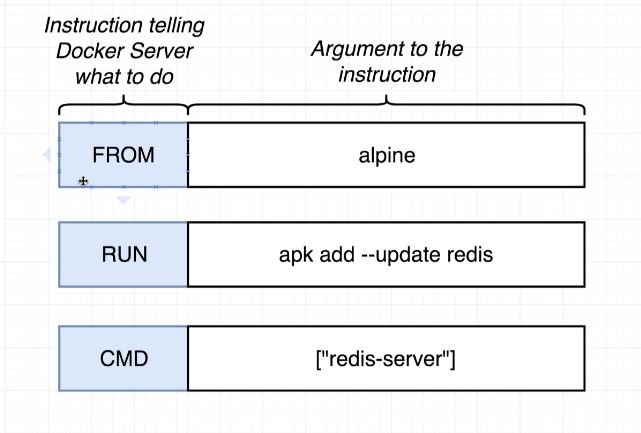 Instruction telling
Docker Server
what to do
Argument to the
instruction
FROM
alpine
RUN
apk add --update redis
CMD
["redis-server"]